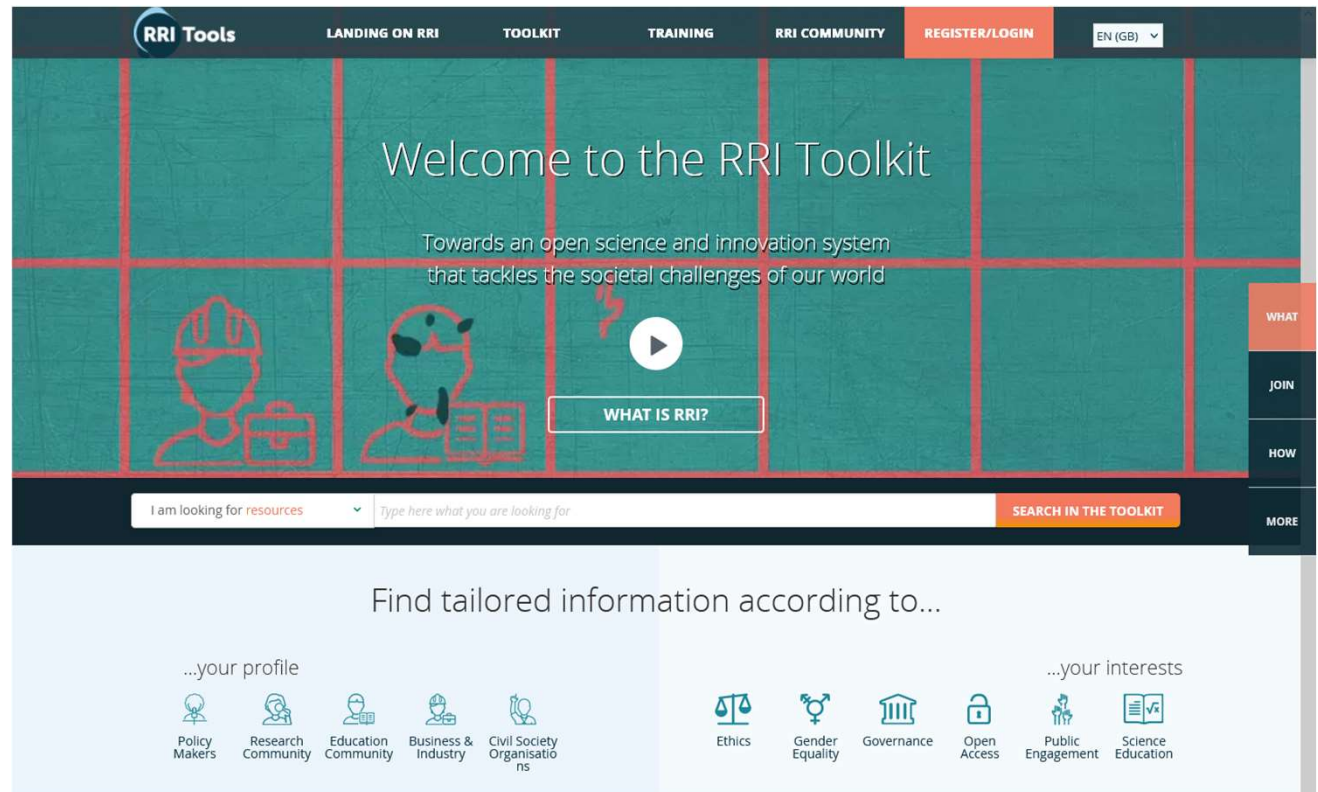 RRI Tools
LANDING ON RRI
TOOLKIT
TRAINING
RRI COMMUNITY
REGISTER/LOGIN
EN (GB)
Welcome to the RRI Toolkit
Towards an open science and innovation system
that tackles the societal challenges of our world
WHAT IS RRI?
WHAT
JOIN
HOW
MORE
I am looking for resources
Type here what you are looking for
SEARCH IN THE TOOLKIT
Find tailored information according to...
...your profile
Policy
Makers
Research
Community
Education
Community
Business &
Industry
Civil Society
Organisatio
ns
...your interests
Ethics
Gender
Equality
Governance
Open
Access
Public
Engagement
Science
Education